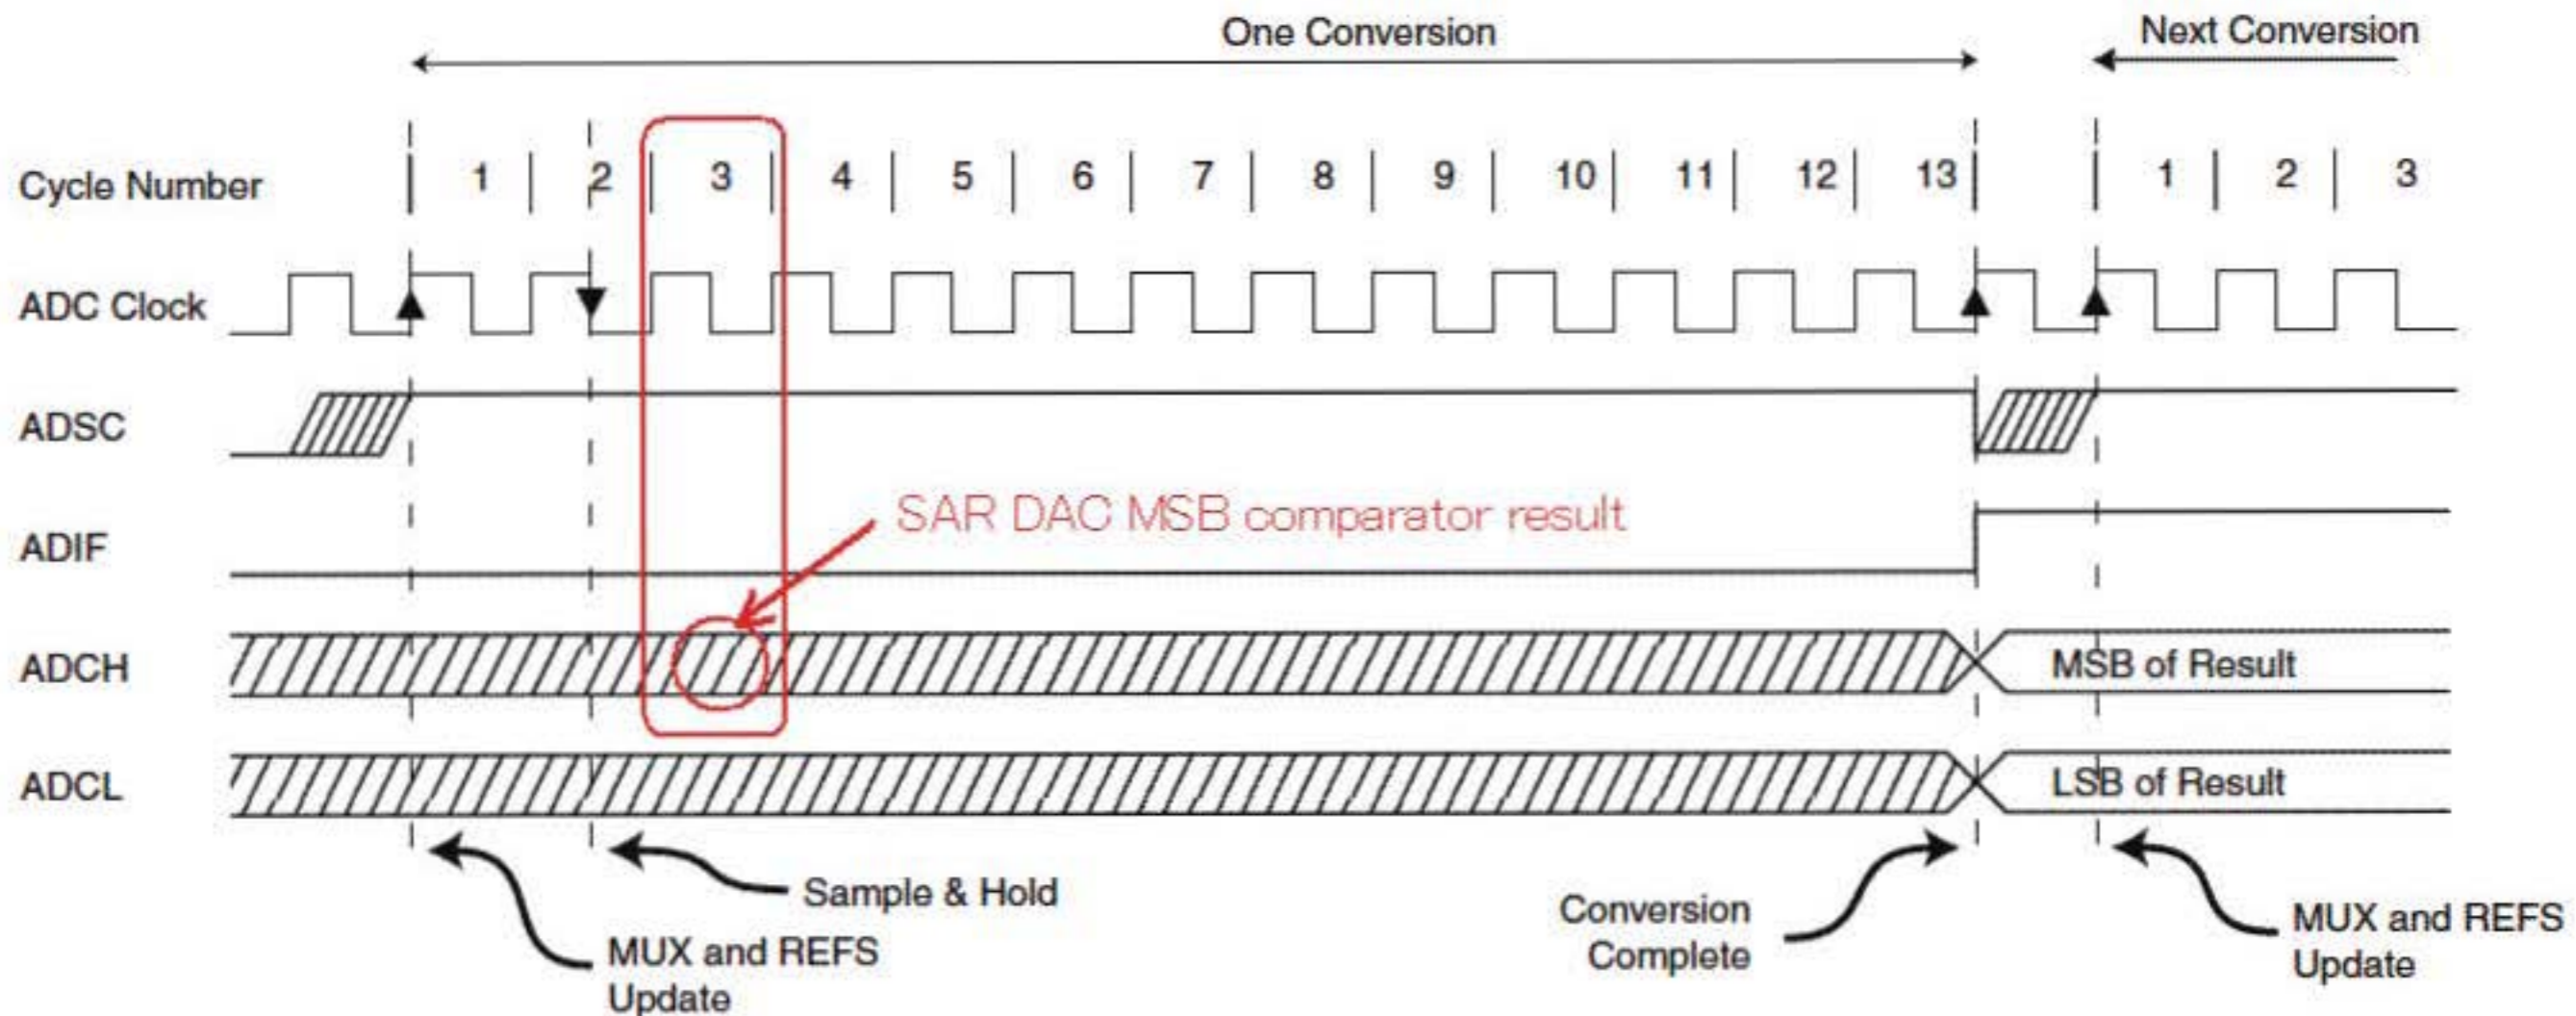 One Conversion
Next Conversion
Cycle Number 1 2 3 4 5 6 7 8 9 10 11 12 13 1 2 3
ADC Clock
ADSC
SAR DAC MSB comparator result
ADIF
ADCH MSB of Result
ADCL LSB of Result
Sample & Hold
MUX and REFS
Update
Conversion
Complete
MUX and REFS
Update